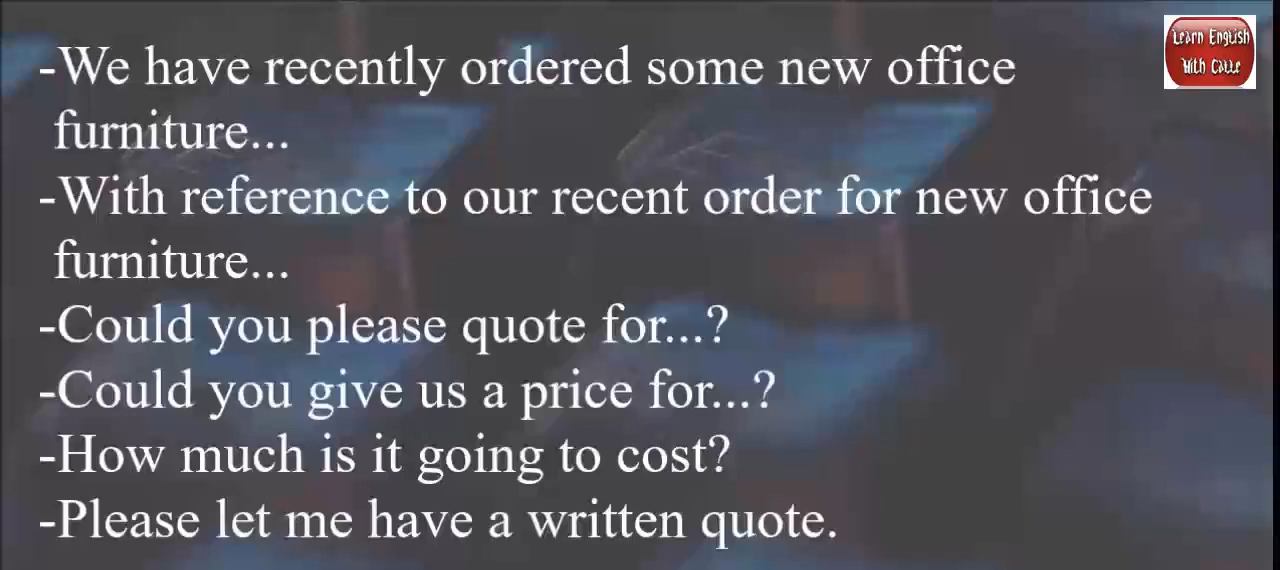 -We have recently ordered some new office
furniture...
-With reference to our recent order for new office
furniture...
-Could you please quote for...?
-Could you give us a price for...?
-How much is it going to cost?
-Please let me have a written quote.
Learn English
With